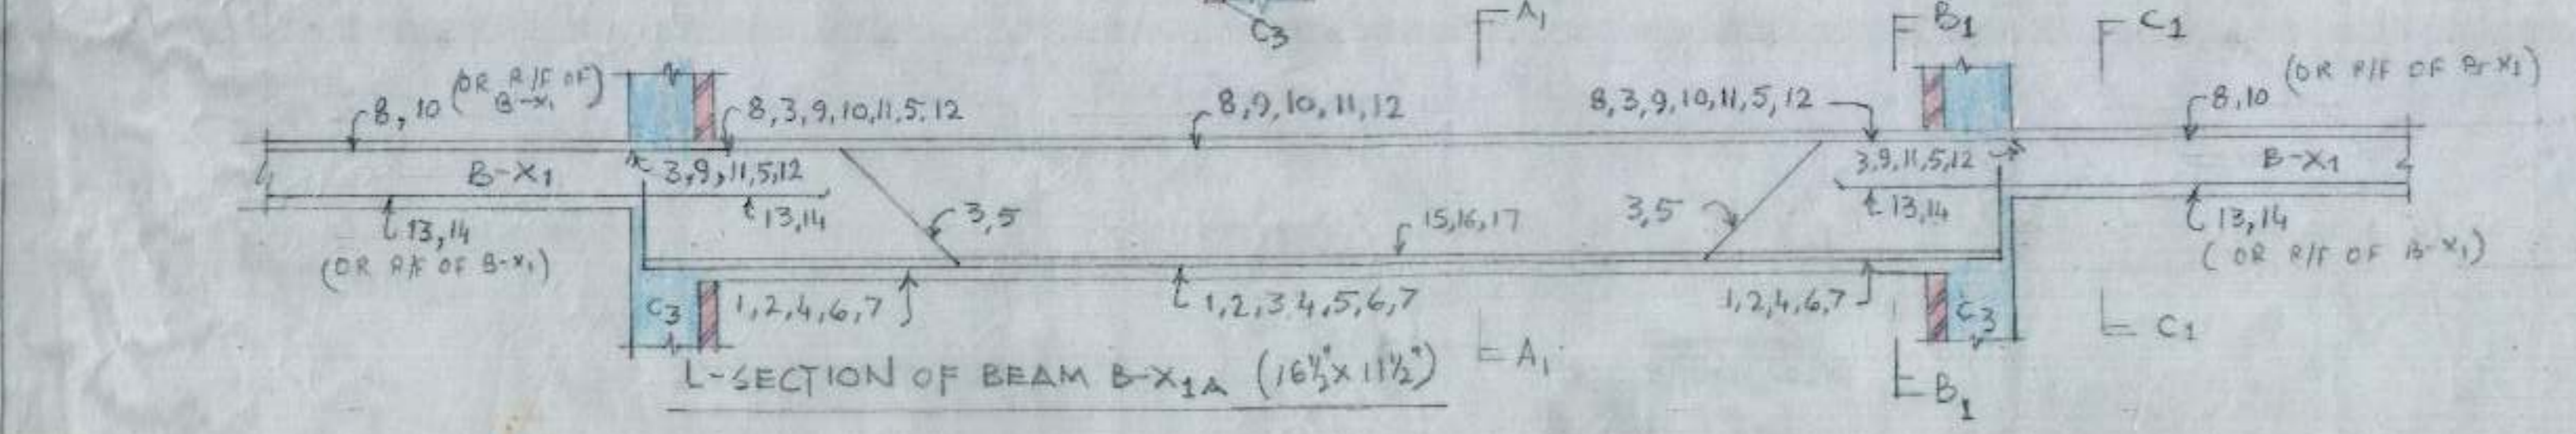 C3
A1
B1
C1
8,10 (OR R/F OF B-X1)
8,3,9,10,11,5,12
8,9,10,11,12
8,3,9,10,11,5,12
8,10
(OR R/F OF B-X1)
B-X1
3,9,11,5,12
3,9,11,5,12
B-X1
13,14
(OR R/F OF B-X1)
13,14
3,5
15,16,17
3,5
13,14
13,14
(OR R/F OF B-X1)
C3
1,2,4,6,7
1,2,3 4,5,6,7
1,2,4,6,7
C3
C1
A1
B1
L-SECTION OF BEAM B-X1A (16½"X 11½")